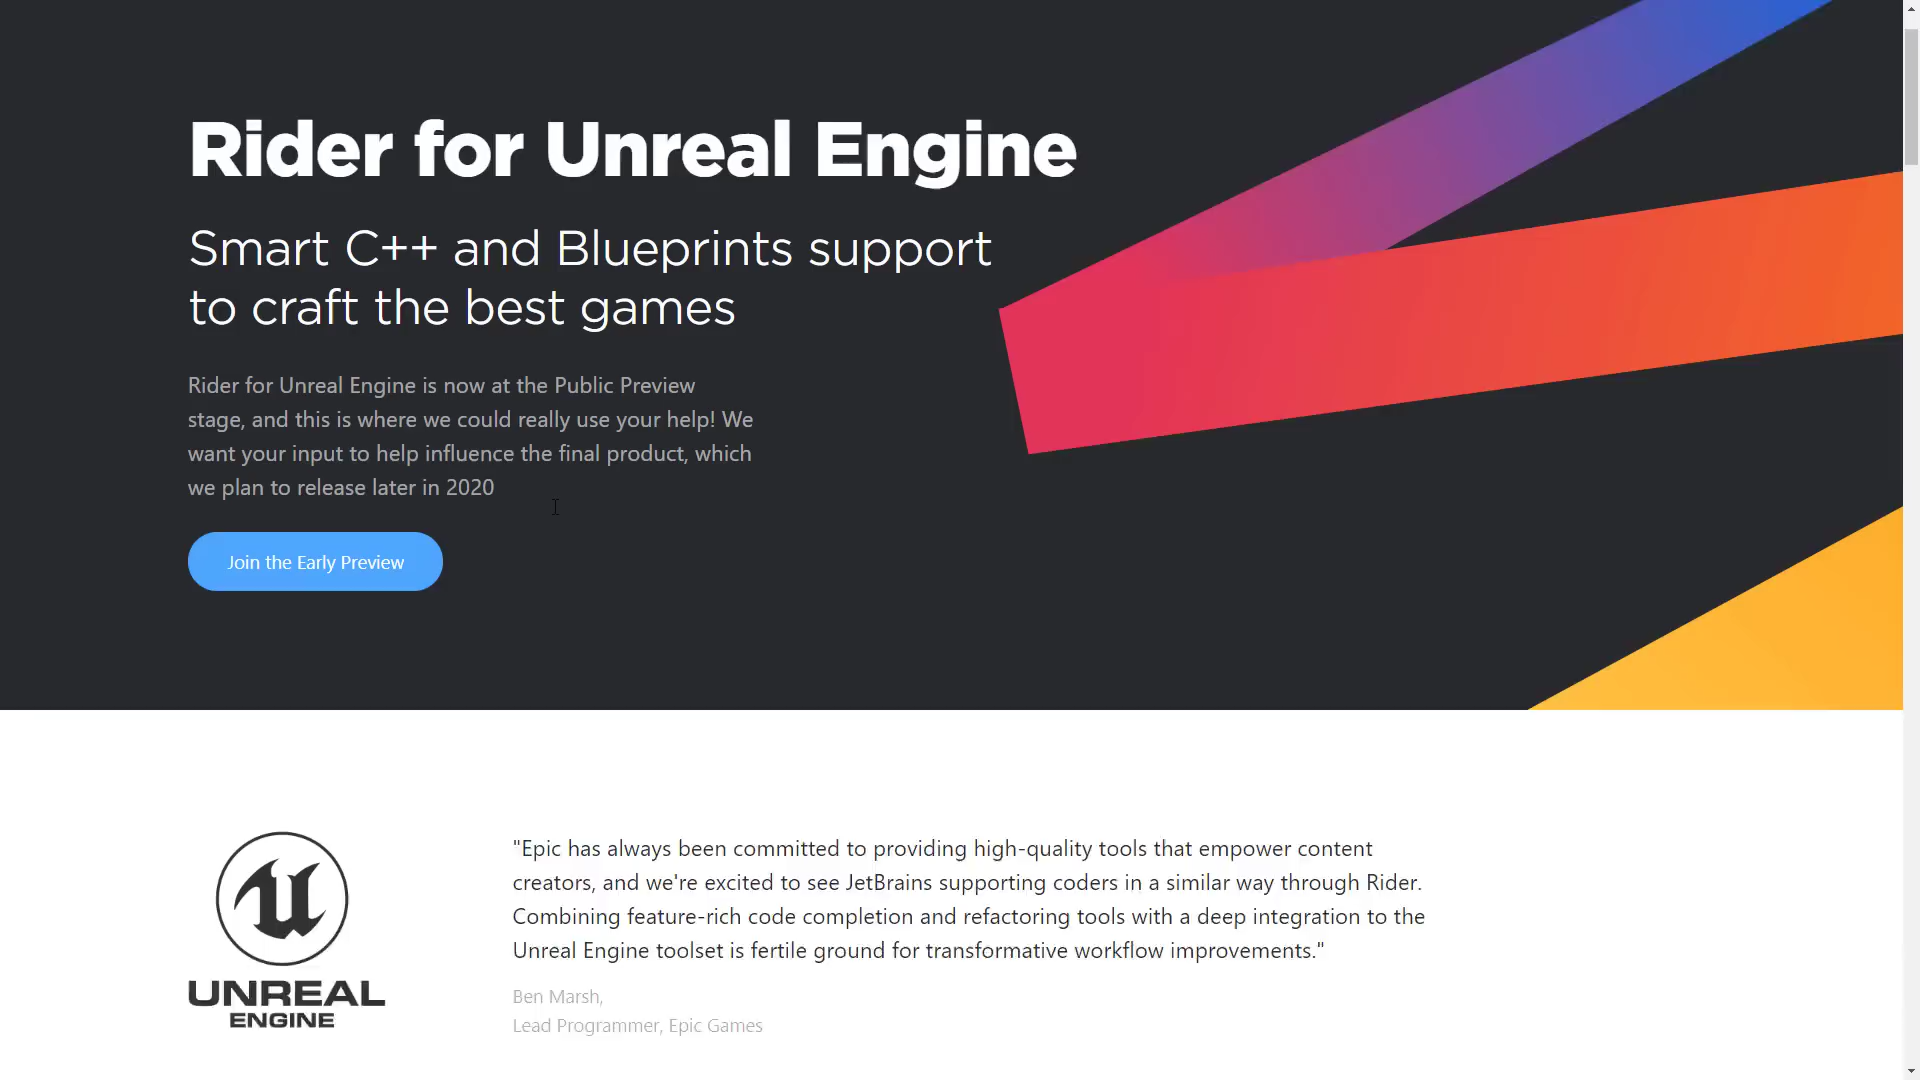 Rider for Unreal Engine
Smart C++ and Blueprints support
to craft the best games
Rider for Unreal Engine is now at the Public Preview
stage, and this is where we could really use your help! We
want your input to help influence the final product, which
we plan to release later in 2020
Join the Early Preview
UNREAL
ENGINE
"Epic has always been committed to providing high-quality tools that empower content
creators, and we're excited to see JetBrains supporting coders in a similar way through Rider.
Combining feature-rich code completion and refactoring tools with a deep integration to the
Unreal Engine toolset is fertile ground for transformative workflow improvements."
Ben Marsh,
Lead Programmer, Epic Games